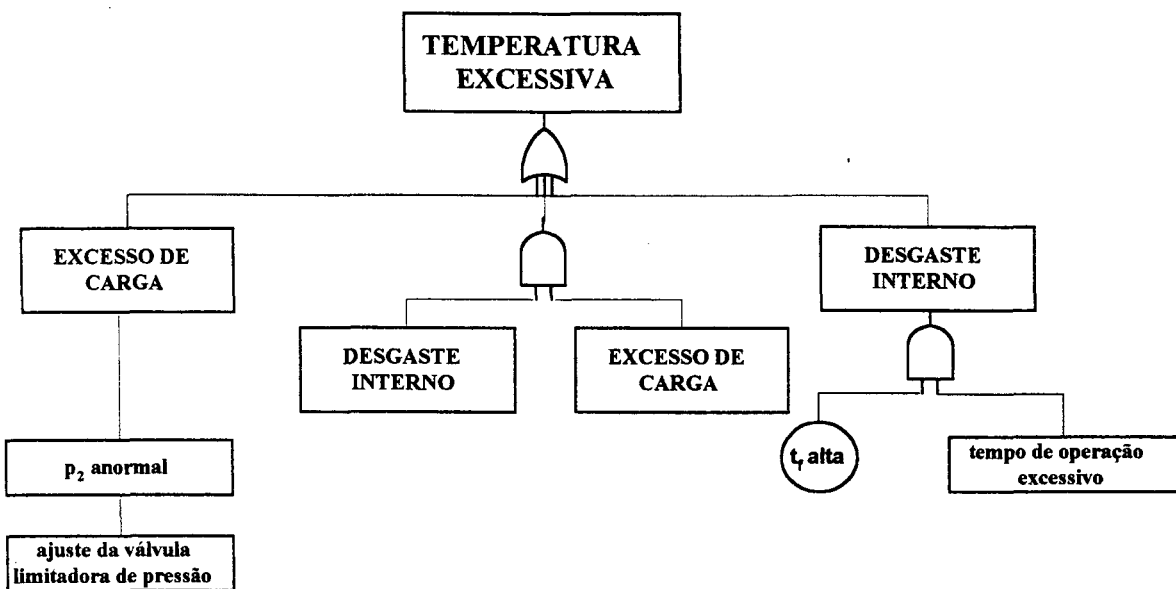 TEMPERATURA
EXCESSIVA
EXCESSO DE
CARGA
DESGASTE
INTERNO
DESGASTE
INTERNO
EXCESSO DE
CARGA
p₂ anormal
ajuste da válvula
limitadora de pressão
tf alta
tempo de operação
excessivo